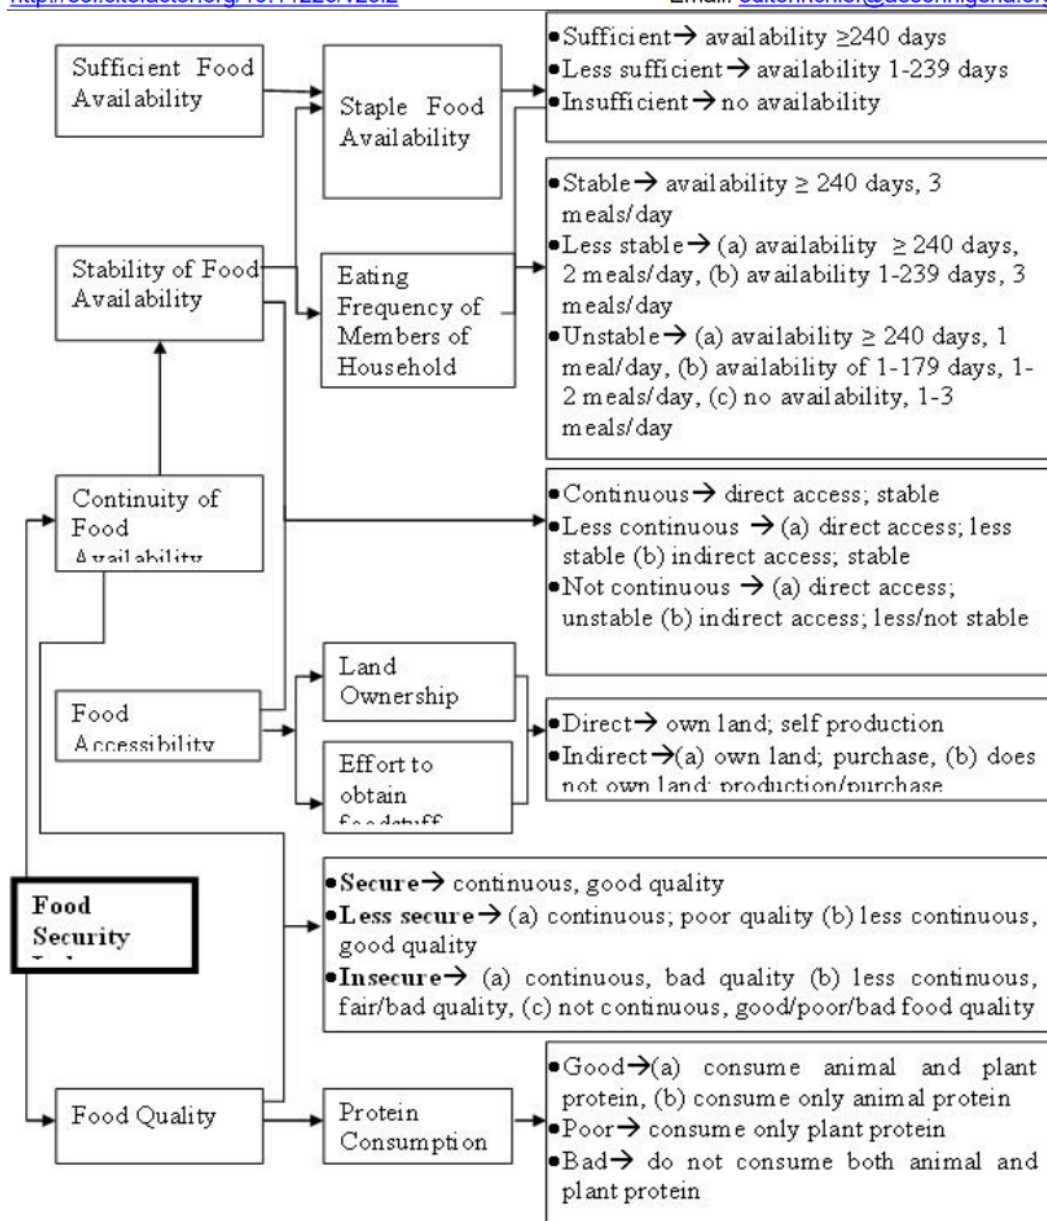 Sufficient Food
Availability
Staple Food
Availability
●Sufficient→ availability ≥240 days
●Less sufficient→ availability 1-239 days
●Insufficient→ no availability
Stability of Food
Availability
Eating
Frequency of
Members of
Household
●Stable→ availability ≥ 240 days, 3
meals/day
●Less stable→ (a) availability ≥ 240 days,
2 meals/day, (b) availability 1-239 days, 3
meals/day
●Unstable→ (a) availability ≥ 240 days, 1
meal/day, (b) availability of 1-179 days, 1-
2 meals/day, (c) no availability, 1-3
meals/day
Continuity of
Food
Availability
●Continuous→ direct access; stable
●Less continuous → (a) direct access; less
stable (b) indirect access; stable
●Not continuous → (a) direct access;
unstable (b) indirect access; less/not stable
Food
Accessibility
Land
Ownership
Effort to
obtain
foodstuff
●Direct→ own land; self production
●Indirect→(a) own land; purchase, (b) does
not own land; production/purchase
Food
Security
●Secure→ continuous, good quality
●Less secure→ (a) continuous; poor quality (b) less continuous,
good quality
●Insecure→ (a) continuous, bad quality (b) less continuous,
fair/bad quality, (c) not continuous, good/poor/bad food quality
Food Quality
Protein
Consumption
●Good→(a) consume animal and plant
protein, (b) consume only animal protein
●Poor→ consume only plant protein
●Bad→ do not consume both animal and
plant protein